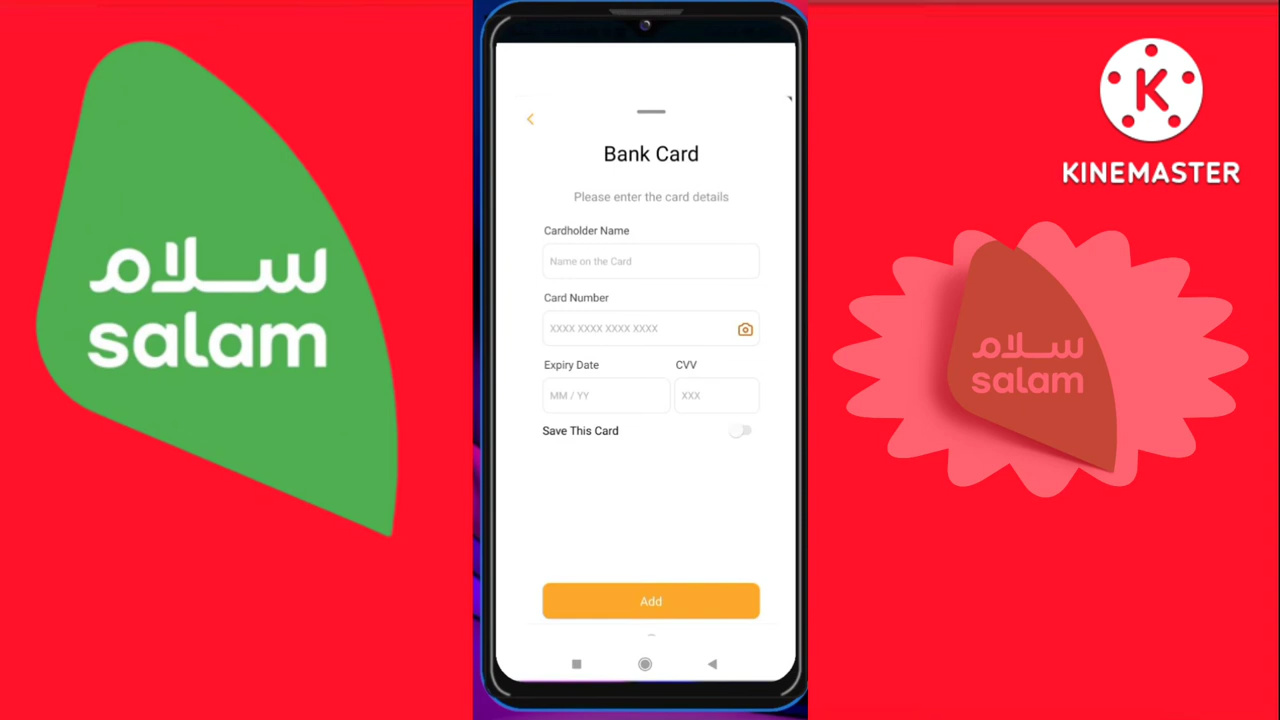 سلام
salam
Bank Card
Please enter the card details
Cardholder Name
Name on the Card
Card Number
XXXX XXXX XXXX XXXX
Expiry Date CVV
MM / YY XXX
Save This Card
Add
K
KINEMASTER
سلام
salam